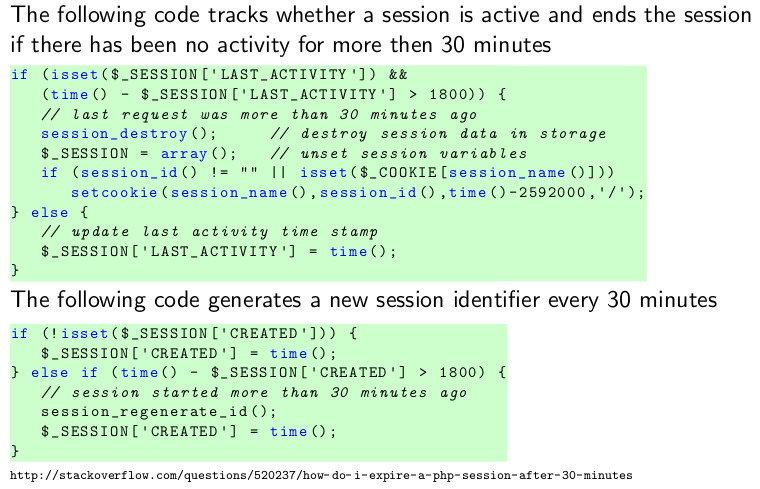 The following code tracks whether a session is active and ends the session
if there has been no activity for more then 30 minutes
if (isset($_SESSION['LAST_ACTIVITY']) &&
   (time() - $_SESSION['LAST_ACTIVITY'] > 1800)) {
   // last request was more than 30 minutes ago
   session_destroy();     // destroy session data in storage
   $_SESSION = array();   // unset session variables
   if (session_id() != "" || isset($_COOKIE[session_name()]))
      setcookie(session_name(),session_id(),time()-2592000,'/');
} else {
   // update last activity time stamp
   $_SESSION['LAST_ACTIVITY'] = time();
}
The following code generates a new session identifier every 30 minutes
if (!isset($_SESSION['CREATED'])) {
   $_SESSION['CREATED'] = time();
} else if (time() - $_SESSION['CREATED'] > 1800) {
   // session started more than 30 minutes ago
   session_regenerate_id();
   $_SESSION['CREATED'] = time();
}
http://stackoverflow.com/questions/520237/how-do-i-expire-a-php-session-after-30-minutes